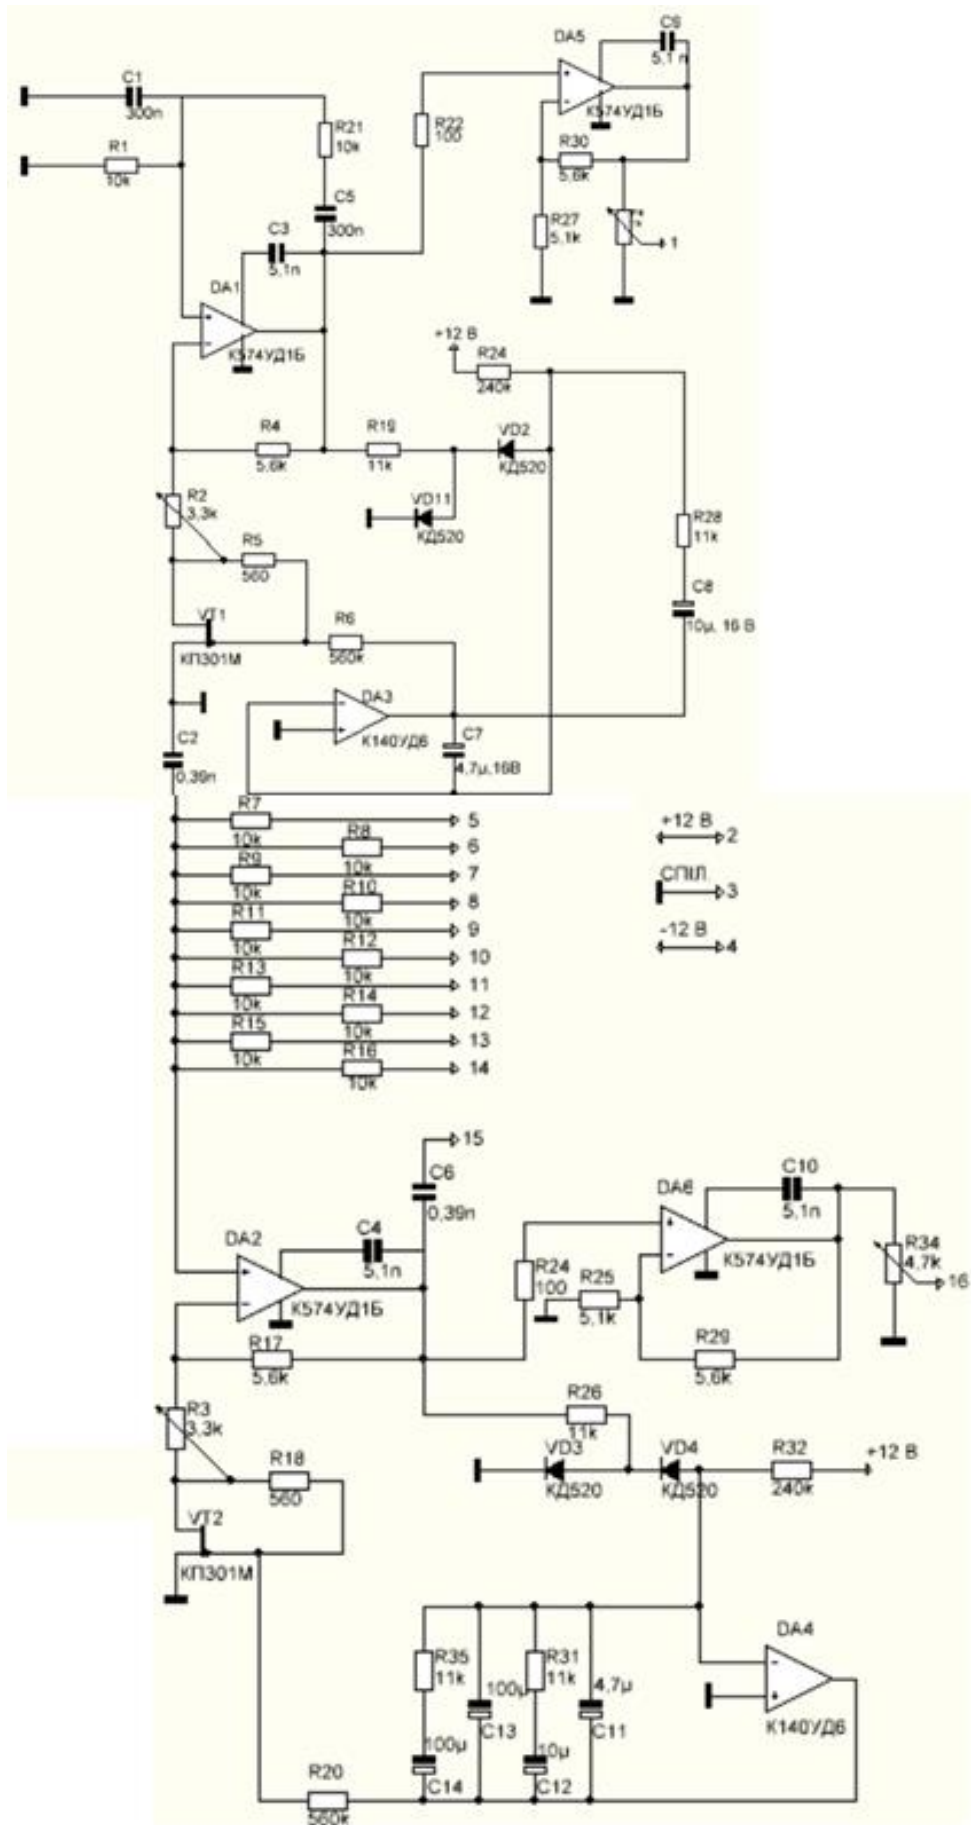 C9
DA5
5,1 n
C1
300n
R21
10k
R22
100
К574УД1Б
R1
10k
R30
5,6k
C5
300n
C3
5,1n
R27
5,1k
1
DA1
К574УД1Б
+12 В
R24
240k
R4
5,6k
R19
11k
VD2
КД520
VD11
КД520
R2
3,3k
R28
11k
R5
560
C8
10µ, 16 В
VT1
КП301М
R6
560k
DA3
К140УД6
C2
0,39n
C7
4,7µ,16В
R7
10k
5
R8
10k
6
R9
10k
7
R10
10k
8
R11
10k
9
R12
10k
10
R13
10k
11
R14
10k
12
R15
10k
13
R16
10k
14
+12 В
2
СПІЛ.
3
-12 В
4
15
C6
0,39n
C10
5,1n
DA6
К574УД1Б
DA2
C4
5,1n
К574УД1Б
R24
100
R25
5,1k
R34
4,7k
16
R17
5,6k
R29
5,6k
R26
11k
R3
3,3k
VD3
КД520
VD4
КД520
R32
240k
+12 В
R18
560
VT2
КП301М
DA4
К140УД6
R35
11k
100µ
C13
R31
11k
4,7µ
C11
100µ
C14
10µ
C12
R20
560k